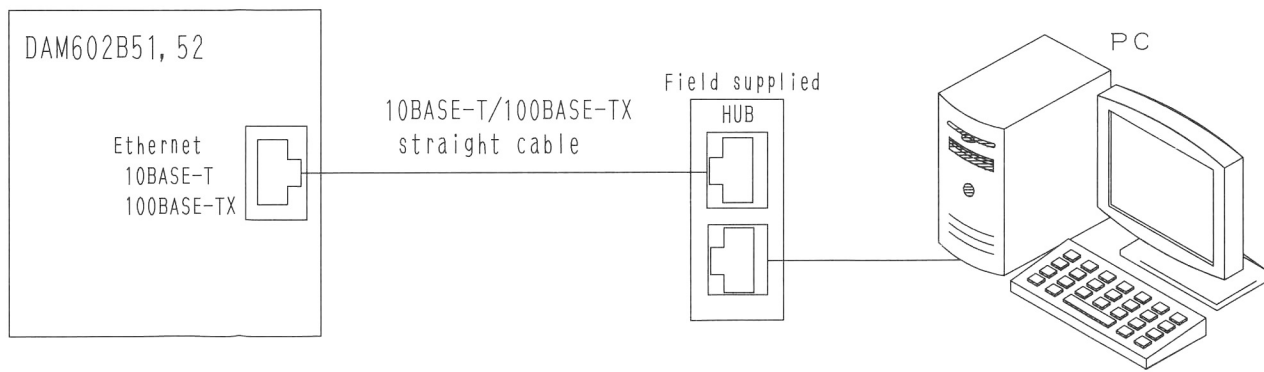 DAM602B51, 52
Ethernet
10BASE-T
100BASE-TX
10BASE-T/100BASE-TX
straight cable
Field supplied
HUB
PC